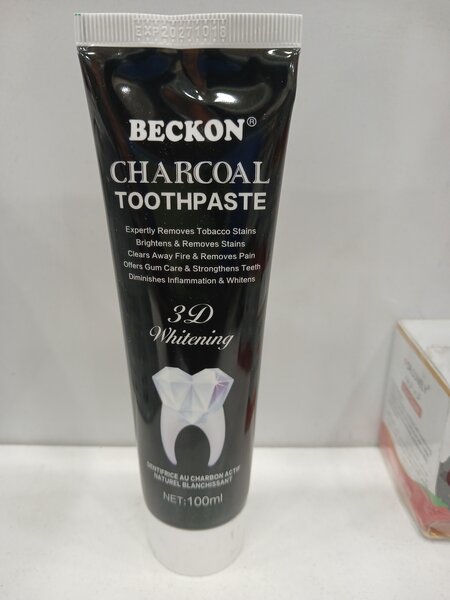 EXP20271016
BECKON®
CHARCOAL
TOOTHPASTE
Expertly Removes Tobacco Stains
Brightens & Removes Stains
Clears Away Fire & Removes Pain
Offers Gum Care & Strengthens Teeth
Diminishes Inflammation & Whitens
3D
Whitening
DENTIFRICE AU CHARBON ACTIF
NATUREL BLANCHISSANT
NET:100ml